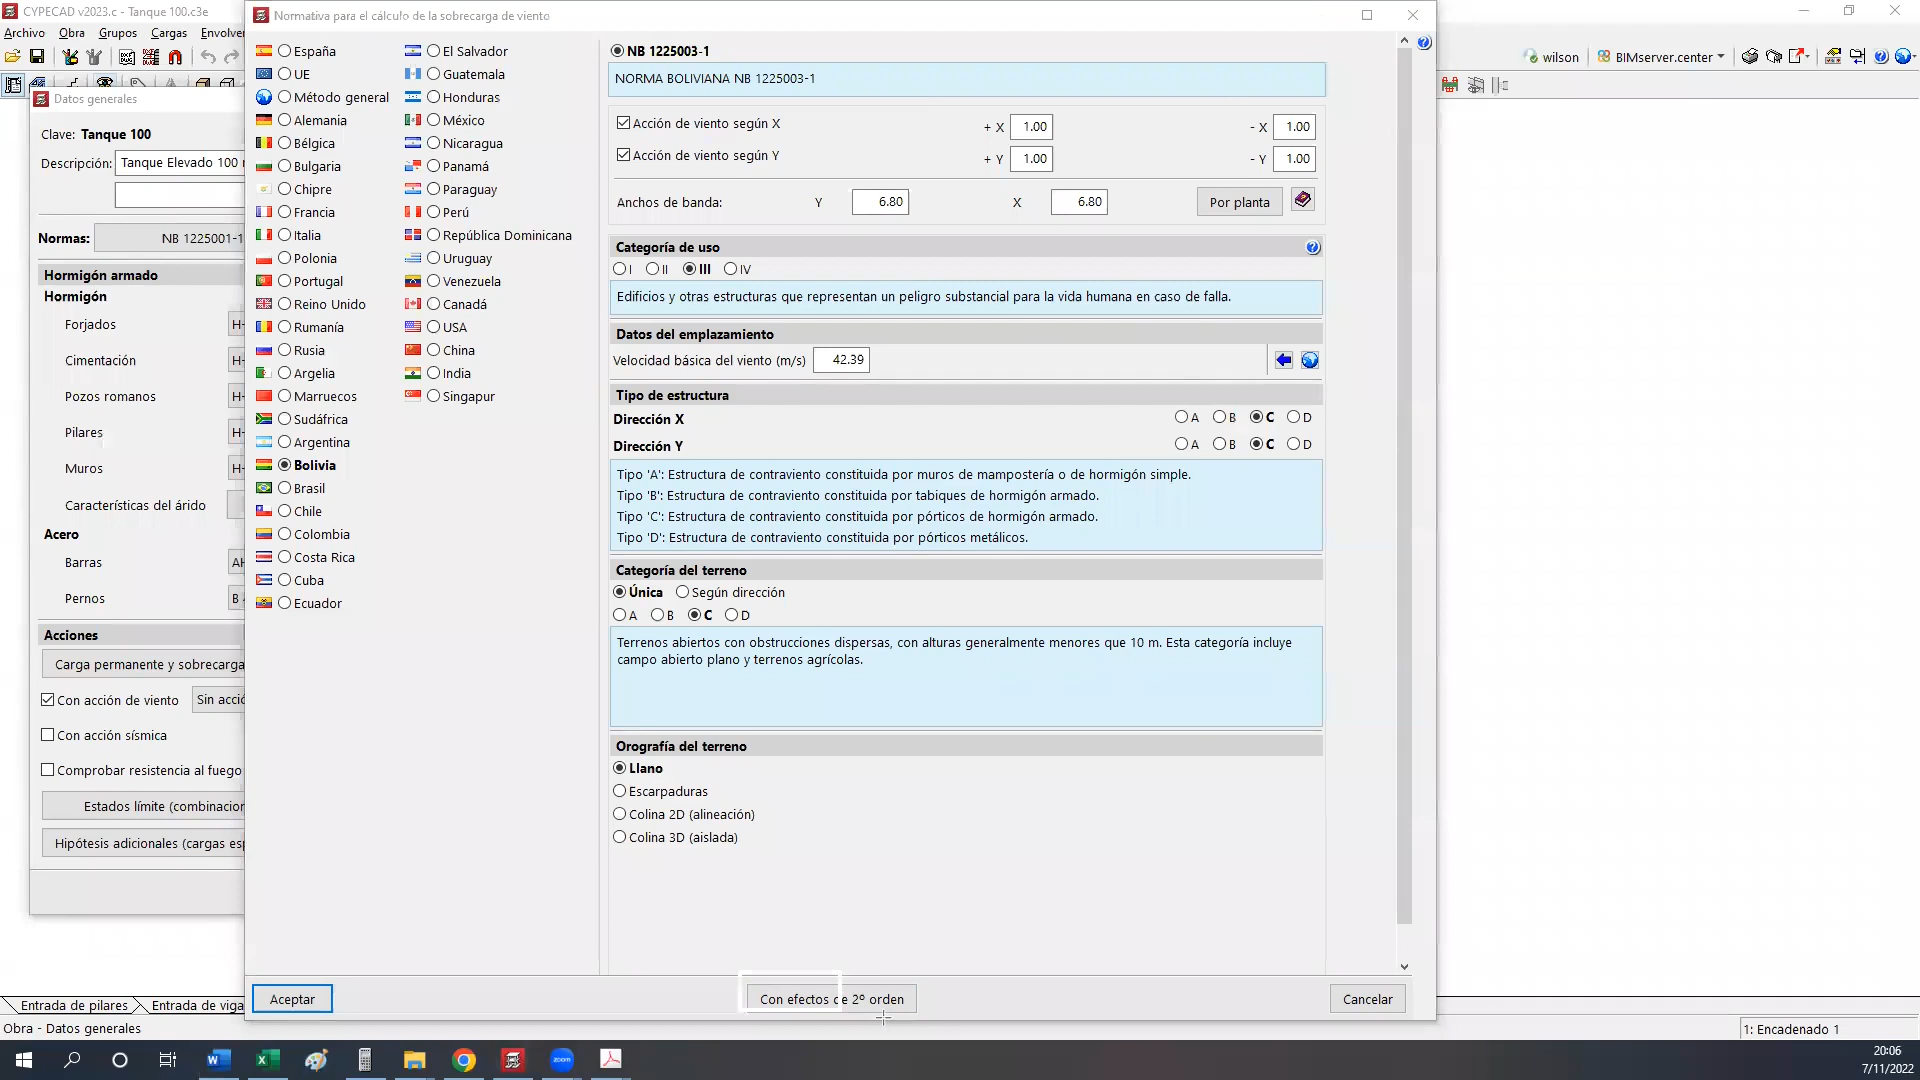 CYPECAD v2023.c - Tanque 100.c3e
Archivo Obra Grupos Cargas
wilson BIMserver.center
Datos generales
Clave: Tanque 100
Descripción: Tanque Elevado 100
Normas: NB 1225001-1
Hormigón armado
Hormigón
Forjados
Cimentación
Pozos romanos
Pilares
Muros
Características del árido
Acero
Barras
Pernos
Acciones
Carga permanente y sobrecarga
Con acción de viento
Con acción sísmica
Comprobar resistencia al fuego
Normativa para el cálculo de la sobrecarga de viento
España
UE
Método general
Alemania
Bélgica
Bulgaria
Chipre
Francia
Italia
Polonia
Portugal
Reino Unido
Rumanía
Rusia
Argelia
Marruecos
Sudáfrica
Argentina
Bolivia
Brasil
Chile
Colombia
Costa Rica
Cuba
Ecuador
El Salvador
Guatemala
Honduras
México
Nicaragua
Panamá
Paraguay
Perú
República Dominicana
Uruguay
Venezuela
Canadá
USA
China
India
Singapur
NB 1225003-1
NORMA BOLIVIANA NB 1225003-1
Acción de viento según X + X 1.00 - X 1.00
Acción de viento según Y + Y 1.00 - Y 1.00
Anchos de banda: Y 6.80 X 6.80 Por planta
Categoría de uso
I II III IV
Edificios y otras estructuras que representan un peligro substancial para la vida humana en caso de falla.
Datos del emplazamiento
Velocidad básica del viento (m/s) 42.39
Tipo de estructura
Dirección X A B C D
Dirección Y A B C D
Tipo 'A': Estructura de contraviento constituida por muros de mampostería o de hormigón simple.
Tipo 'B': Estructura de contraviento constituida por tabiques de hormigón armado.
Tipo 'C': Estructura de contraviento constituida por pórticos de hormigón armado.
Tipo 'D': Estructura de contraviento constituida por pórticos metálicos.
Categoría del terreno
Única Según dirección
A B C D
Terrenos abiertos con obstrucciones dispersas, con alturas generalmente menores que 10 m. Esta categoría incluye
campo abierto plano y terrenos agrícolas.
Orografía del terreno
Llano
Escarpaduras
Colina 2D (alineación)
Colina 3D (aislada)
Aceptar Con efectos de 2º orden Cancelar
Entrada de pilares
Entrada de viga
Obra - Datos generales
1: Encadenado 1
zoom
20:06
7/11/2022